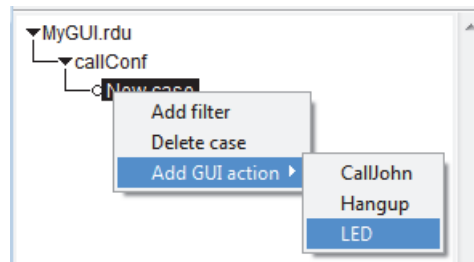 MyGUI.rdu
callConf
New case
Add filter
Delete case
Add GUI action
CallJohn
Hangup
LED